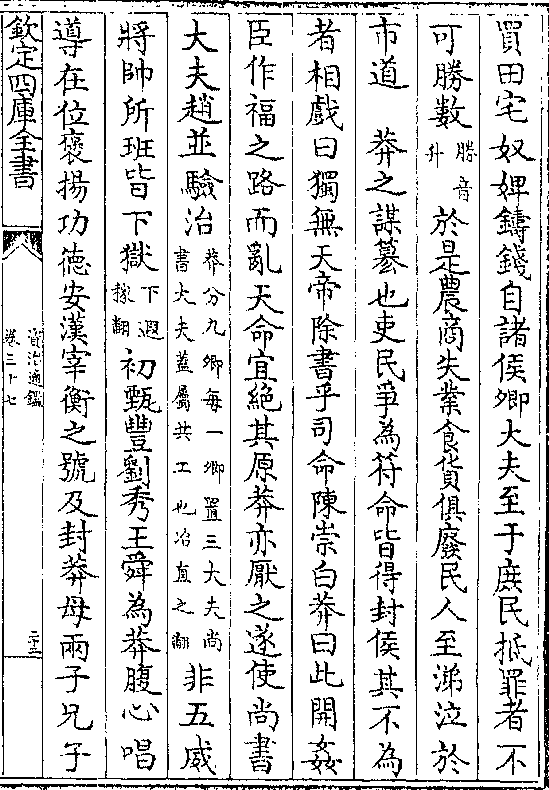 買田宅奴婢鑄錢自諸侯卿大夫至于庶民抵罪者不
可勝數勝音升於是農商失業食貨俱廢民人至涕泣於
市道　莽之謀簒也吏民爭為符命皆得封侯其不為
者相戲曰獨無天帝除書乎司命陳崇白莽曰此開姦
臣作福之路而亂天命宜絶其原莽亦厭之遂使尚書
大夫趙並驗治莽分九卿每一卿置三大夫尚書大夫蓋屬共工也治直之翻非五威
將帥所班皆下獄下遐稼翻初甄豐劉秀王舜為莽腹心唱
導在位襃揚功徳安漢宰衡之號及封莽母兩子兄子
欽定四庫全書
資治通鑑
卷三十七
二十三